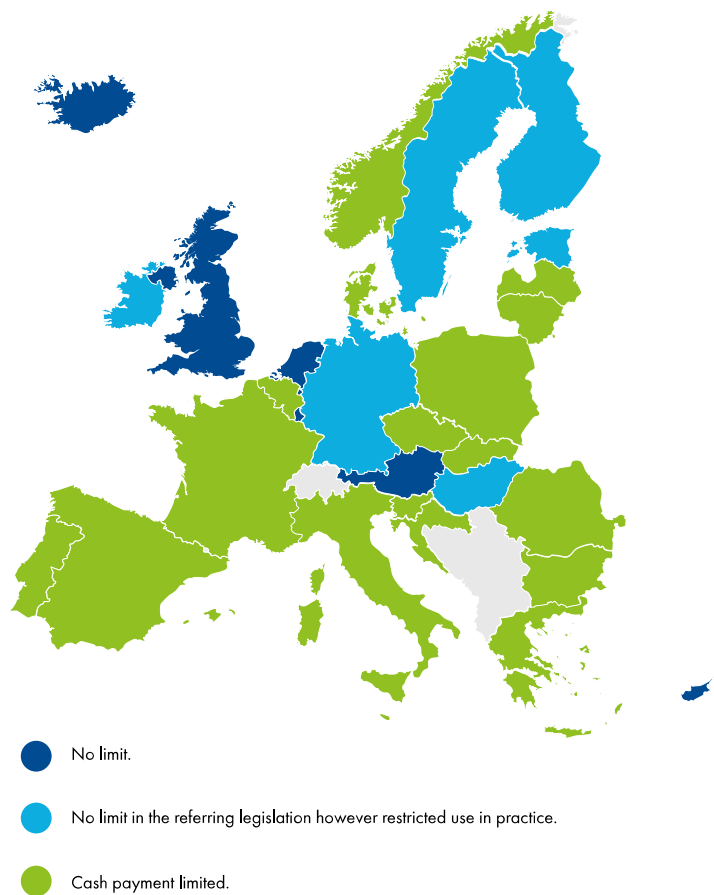 No limit.
No limit in the referring legislation however restricted use in practice.
Cash payment limited.